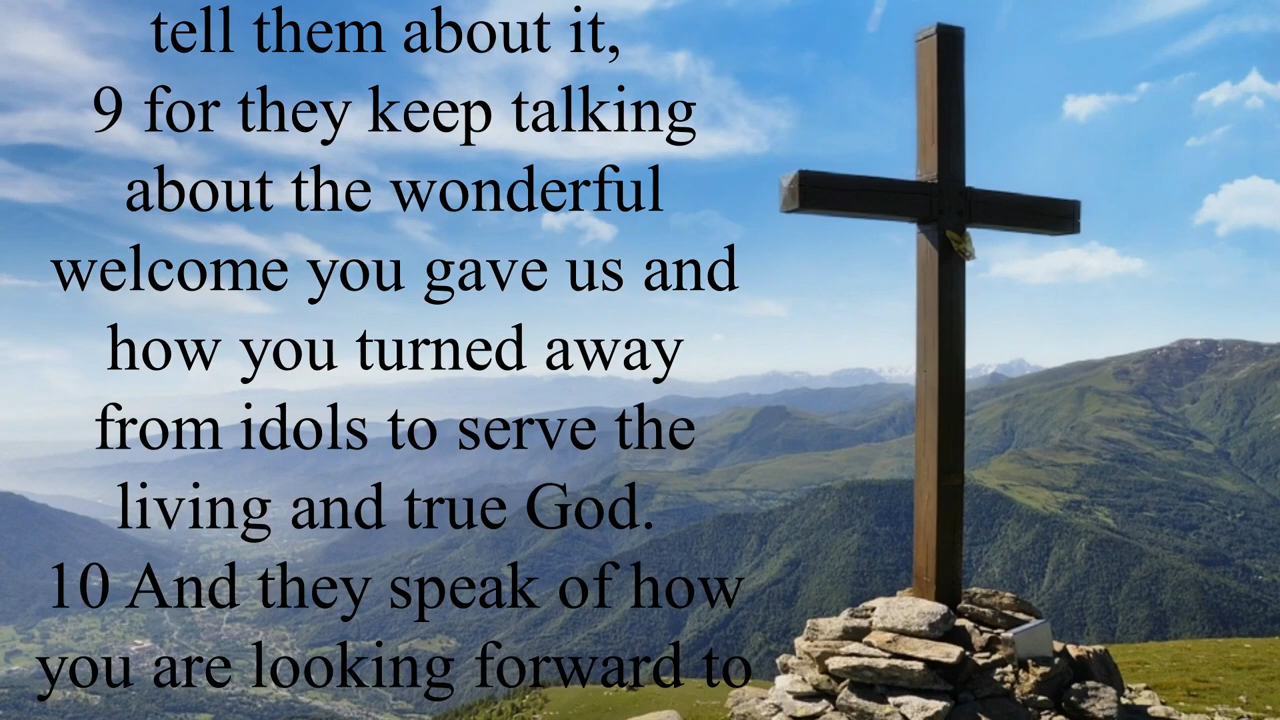 tell them about it,
9 for they keep talking
about the wonderful
welcome you gave us and
how you turned away
from idols to serve the
living and true God.
10 And they speak of how
you are looking forward to